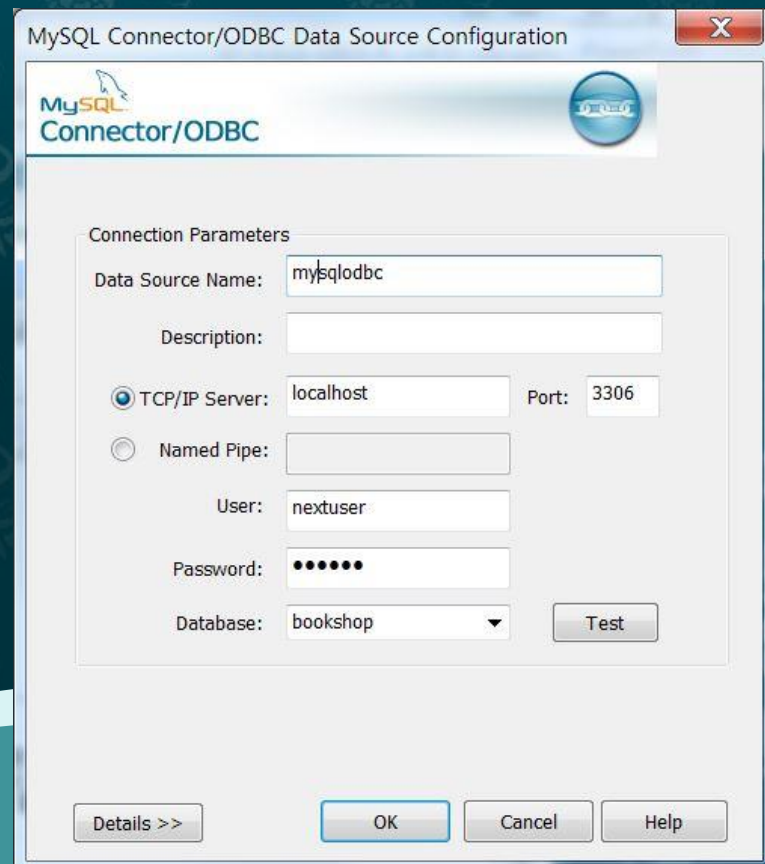 MySQL Connector/ODBC Data Source Configuration
X
MySQL
Connector/ODBC
Connection Parameters
Data Source Name: mysqlodbc
Description:
TCP/IP Server: localhost Port: 3306
Named Pipe:
User: nextuser
Password: ••••••
Database: bookshop Test
Details >> OK Cancel Help